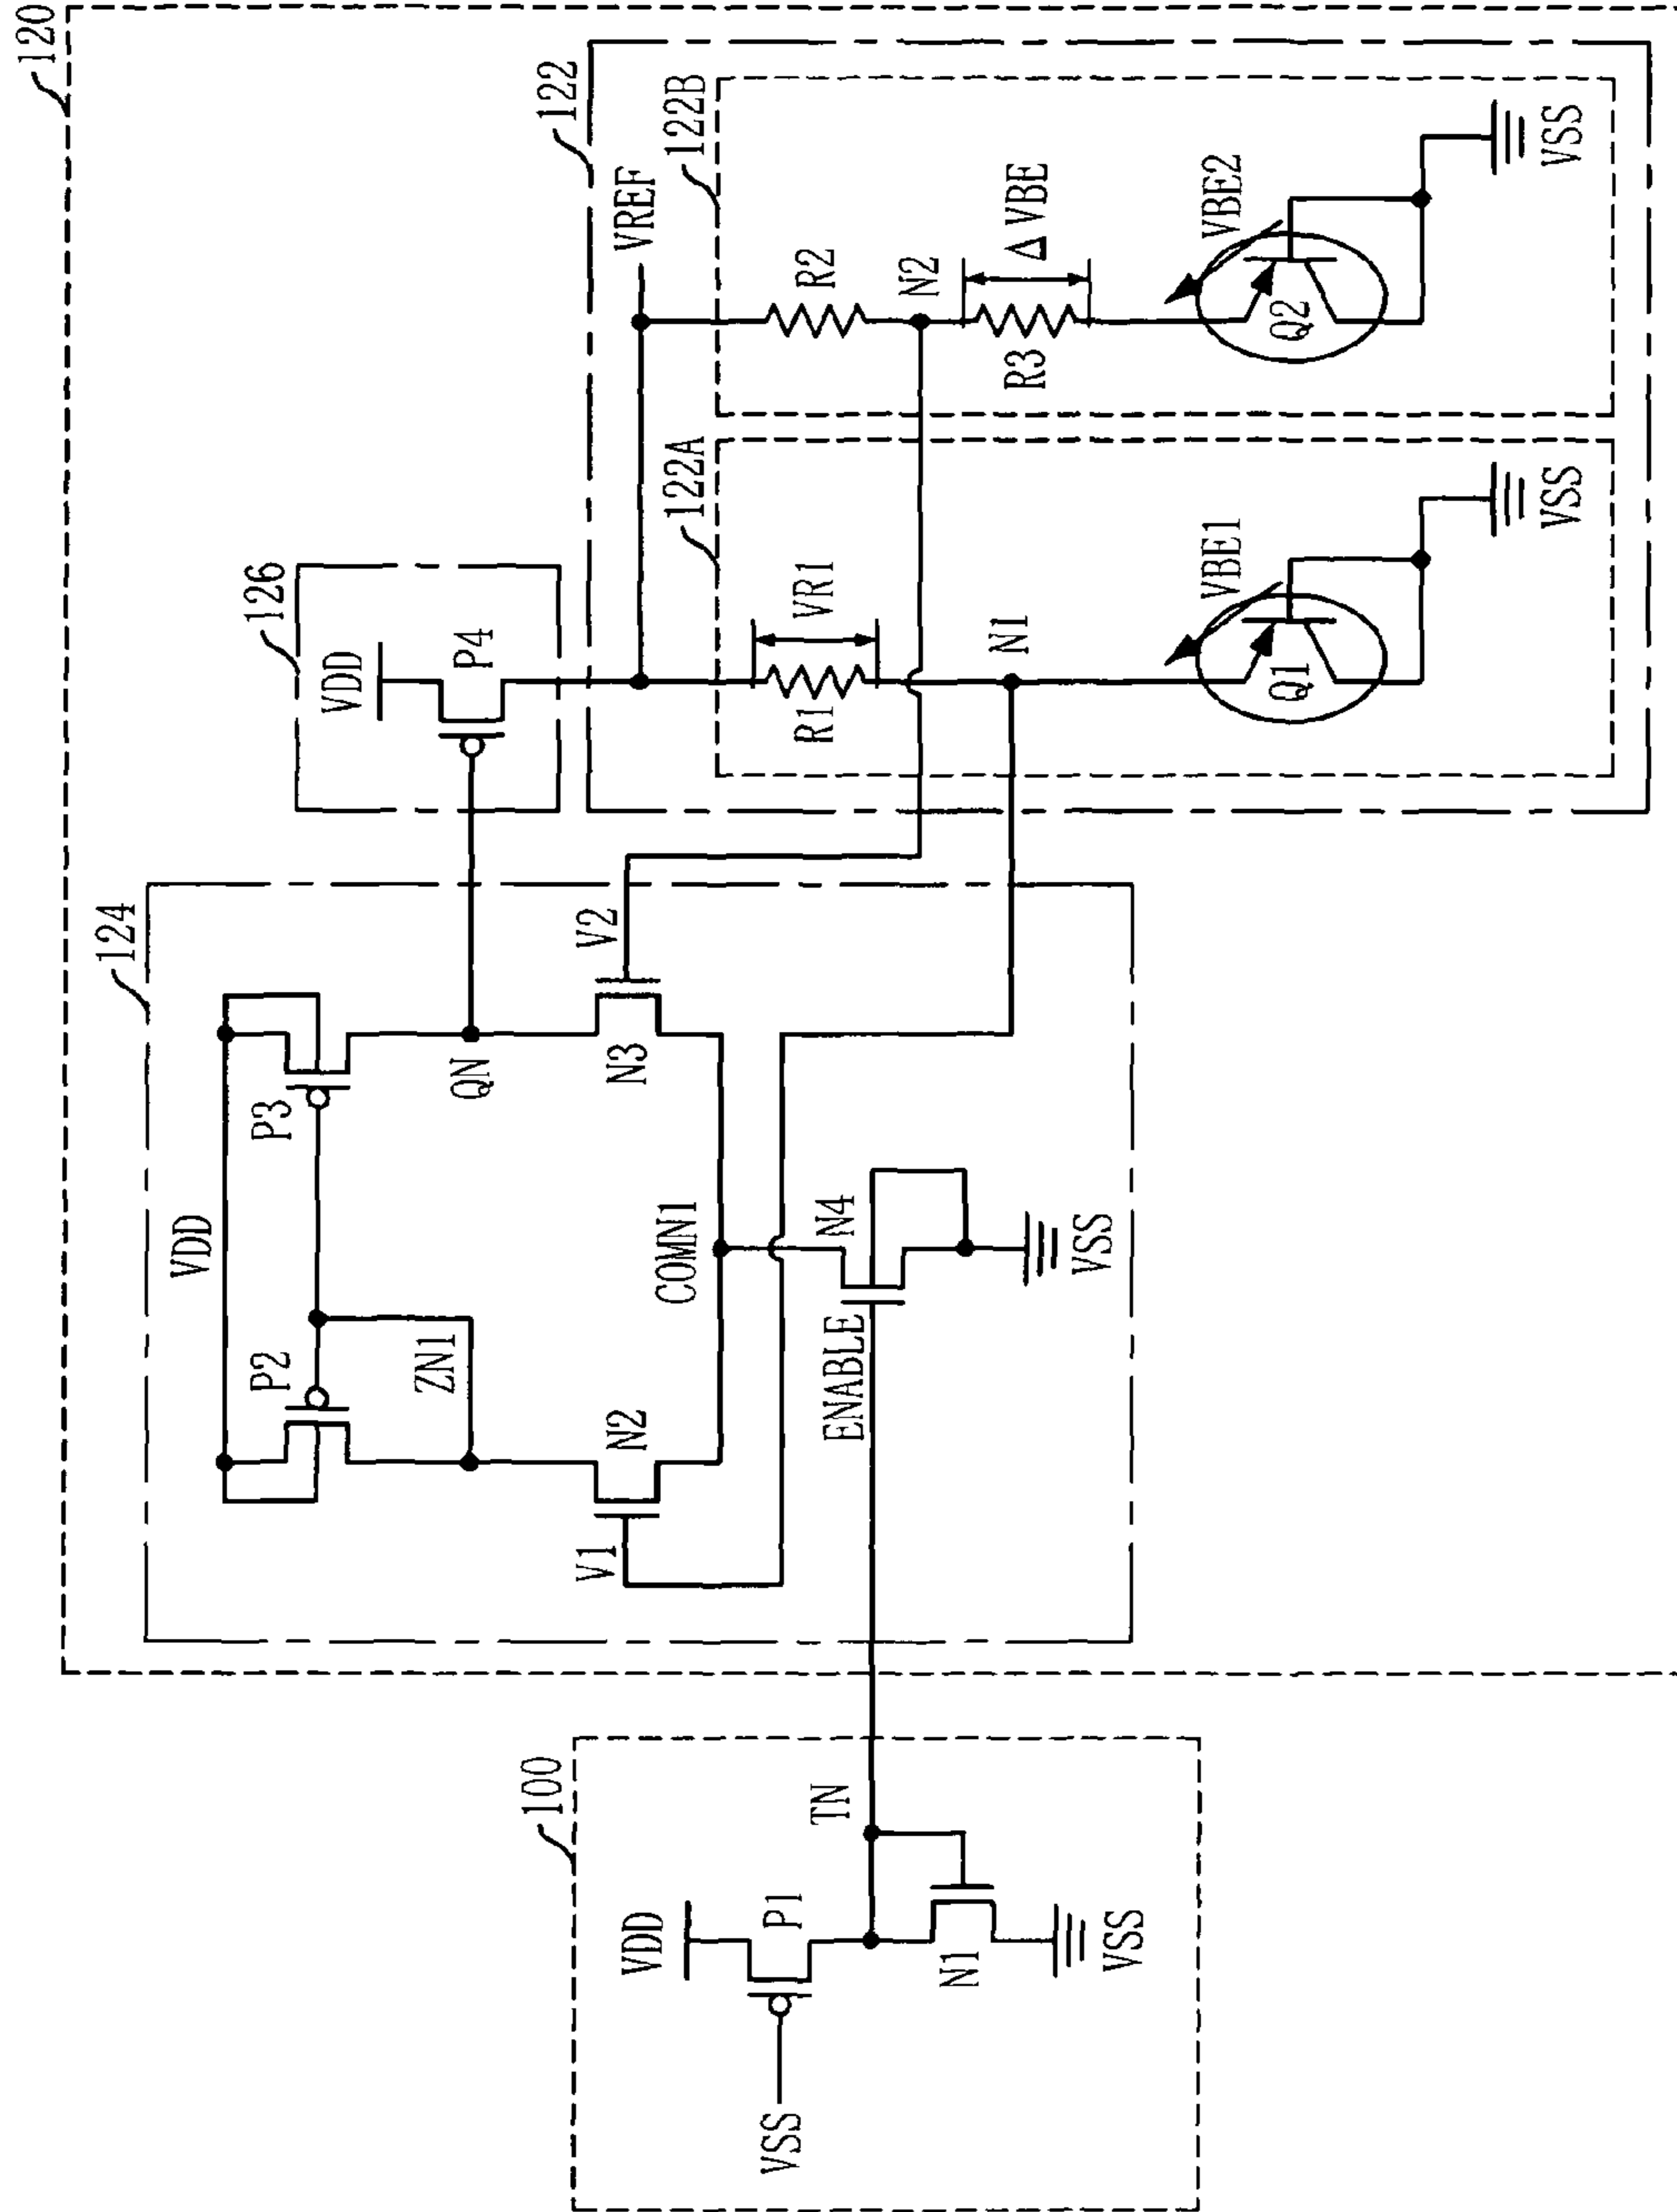 120
124
126
122
122A
122B
VDD
P2
P3
ZN1
QN
V1
N2
N3
V2
COMN1
ENABLE
N4
VSS
VDD
P4
VREF
R1
VR1
N1
Q1
VBE1
VSS
R2
N2
R3
Δ VBE
Q2
VBE2
VSS
100
VDD
P1
VSS
TN
N1
VSS